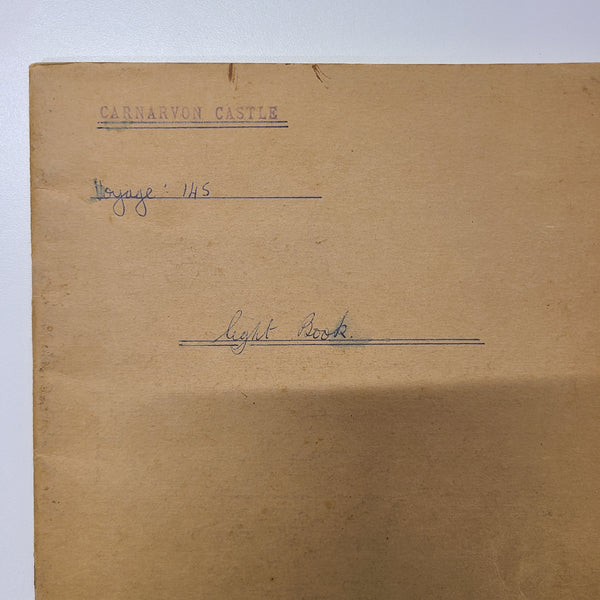 CARNARVON CASTLE
Voyage: 145
light Book.